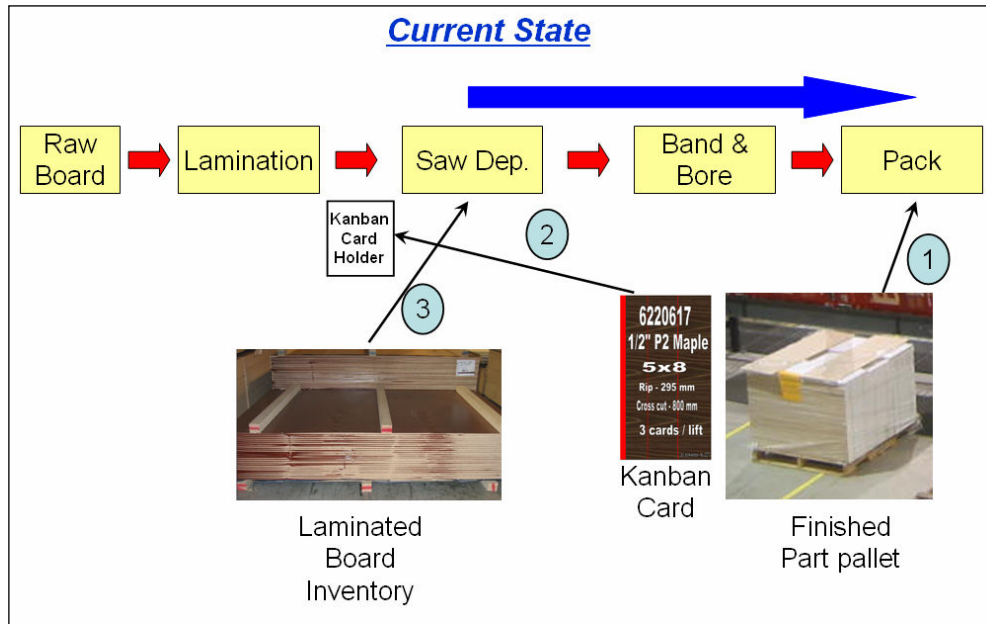 Current State
Raw
Board
Lamination
Saw Dep.
Band &
Bore
Pack
Kanban
Card
Holder
2
1
3
6220617
1/2" P2 Maple
5x8
Rip - 295 mm
Cross cut - 800 mm
3 cards / lift
Kanban
Card
Laminated
Board
Inventory
Finished
Part pallet